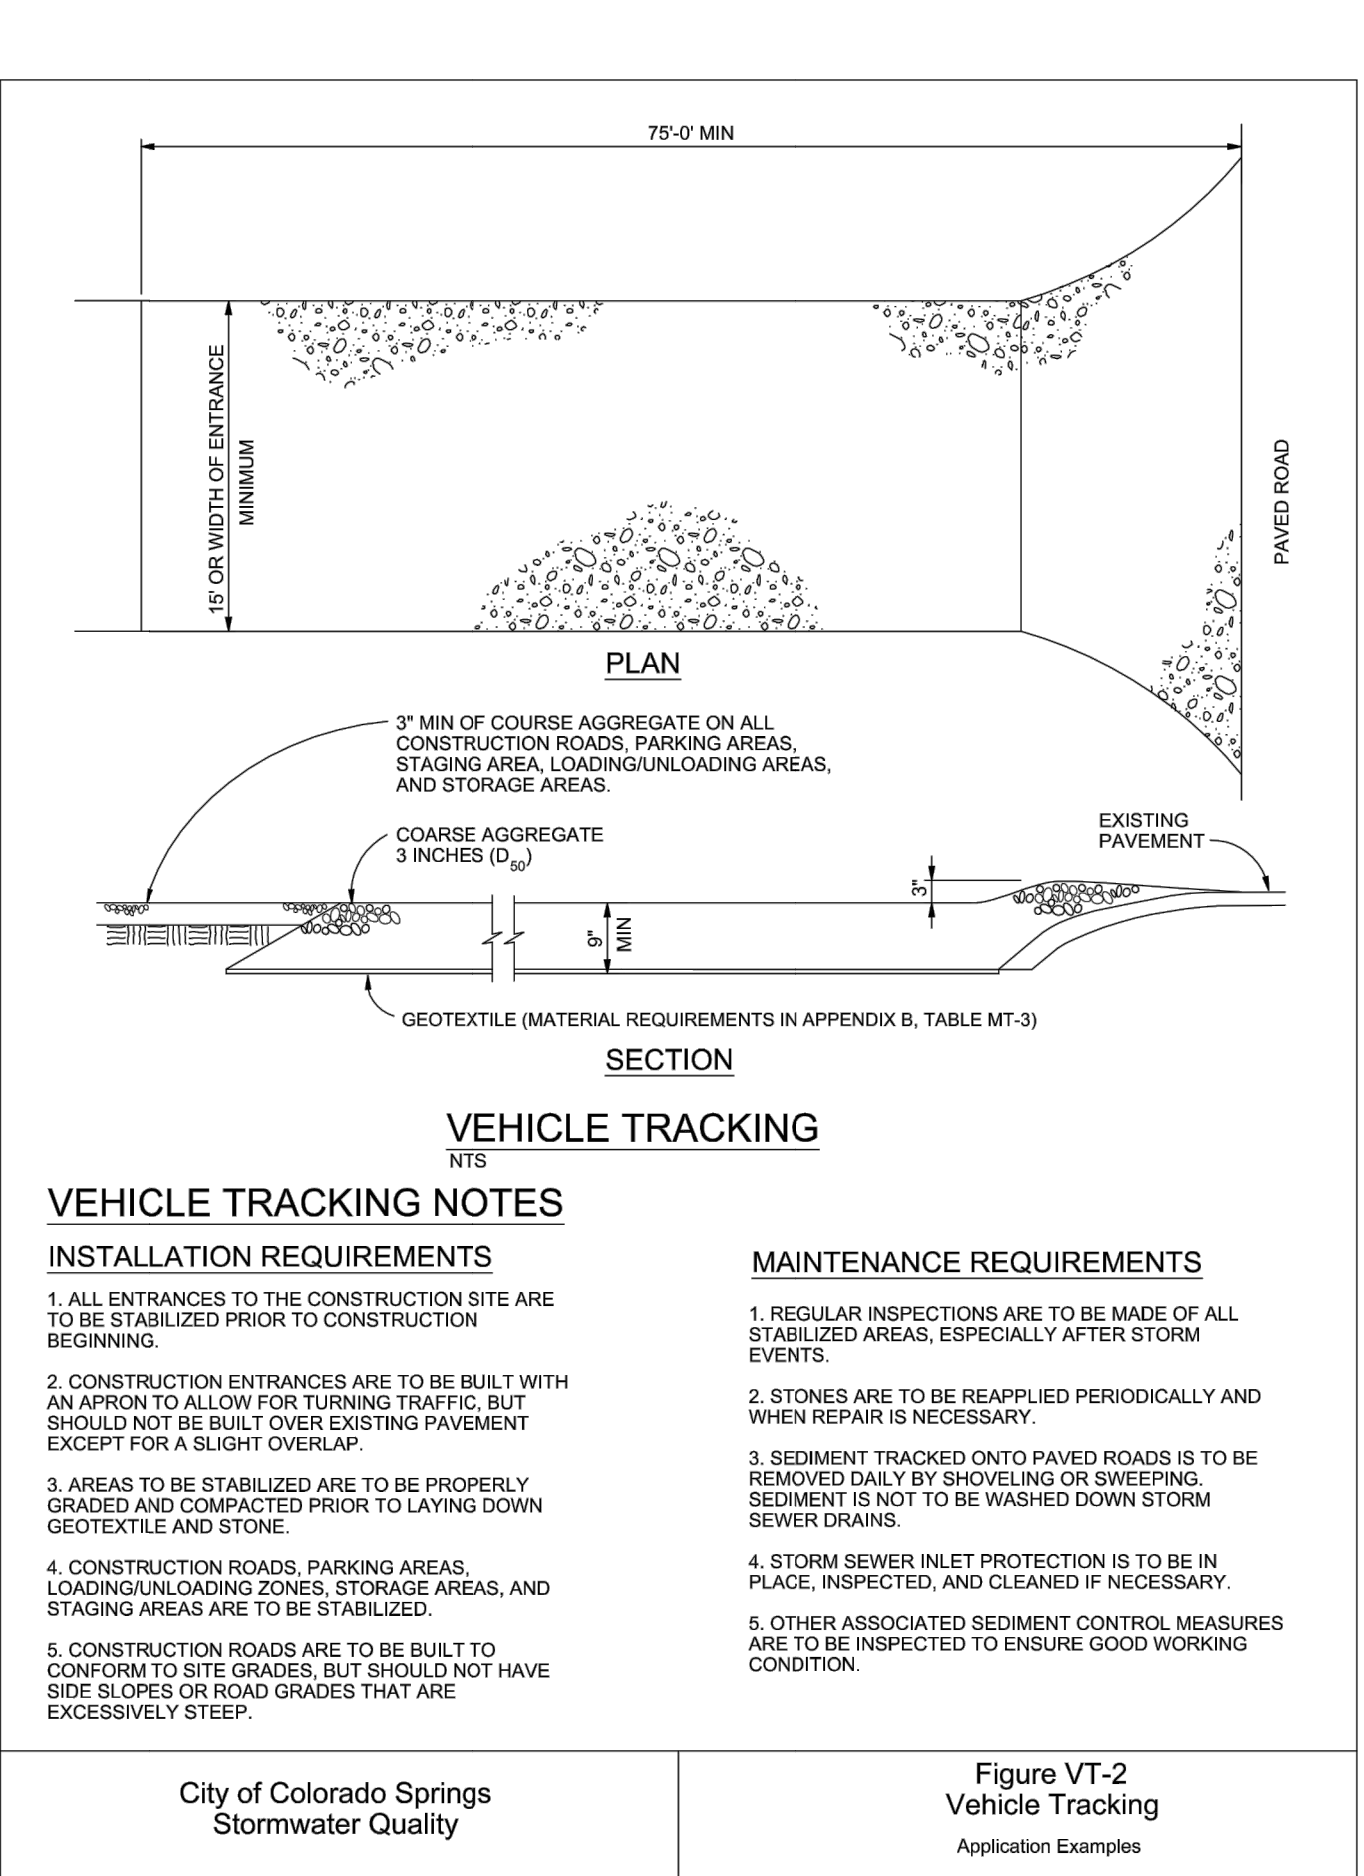 75'-0' MIN
15' OR WIDTH OF ENTRANCE
MINIMUM
PAVED ROAD
PLAN
3" MIN OF COURSE AGGREGATE ON ALL
CONSTRUCTION ROADS, PARKING AREAS,
STAGING AREA, LOADING/UNLOADING AREAS,
AND STORAGE AREAS.
COARSE AGGREGATE
3 INCHES (D50)
EXISTING
PAVEMENT
3"
9"
MIN
GEOTEXTILE (MATERIAL REQUIREMENTS IN APPENDIX B, TABLE MT-3)
SECTION
VEHICLE TRACKING
NTS
VEHICLE TRACKING NOTES
INSTALLATION REQUIREMENTS
1. ALL ENTRANCES TO THE CONSTRUCTION SITE ARE
TO BE STABILIZED PRIOR TO CONSTRUCTION
BEGINNING.
2. CONSTRUCTION ENTRANCES ARE TO BE BUILT WITH
AN APRON TO ALLOW FOR TURNING TRAFFIC, BUT
SHOULD NOT BE BUILT OVER EXISTING PAVEMENT
EXCEPT FOR A SLIGHT OVERLAP.
3. AREAS TO BE STABILIZED ARE TO BE PROPERLY
GRADED AND COMPACTED PRIOR TO LAYING DOWN
GEOTEXTILE AND STONE.
4. CONSTRUCTION ROADS, PARKING AREAS,
LOADING/UNLOADING ZONES, STORAGE AREAS, AND
STAGING AREAS ARE TO BE STABILIZED.
5. CONSTRUCTION ROADS ARE TO BE BUILT TO
CONFORM TO SITE GRADES, BUT SHOULD NOT HAVE
SIDE SLOPES OR ROAD GRADES THAT ARE
EXCESSIVELY STEEP.
MAINTENANCE REQUIREMENTS
1. REGULAR INSPECTIONS ARE TO BE MADE OF ALL
STABILIZED AREAS, ESPECIALLY AFTER STORM
EVENTS.
2. STONES ARE TO BE REAPPLIED PERIODICALLY AND
WHEN REPAIR IS NECESSARY.
3. SEDIMENT TRACKED ONTO PAVED ROADS IS TO BE
REMOVED DAILY BY SHOVELING OR SWEEPING.
SEDIMENT IS NOT TO BE WASHED DOWN STORM
SEWER DRAINS.
4. STORM SEWER INLET PROTECTION IS TO BE IN
PLACE, INSPECTED, AND CLEANED IF NECESSARY.
5. OTHER ASSOCIATED SEDIMENT CONTROL MEASURES
ARE TO BE INSPECTED TO ENSURE GOOD WORKING
CONDITION.
City of Colorado Springs
Stormwater Quality
Figure VT-2
Vehicle Tracking
Application Examples